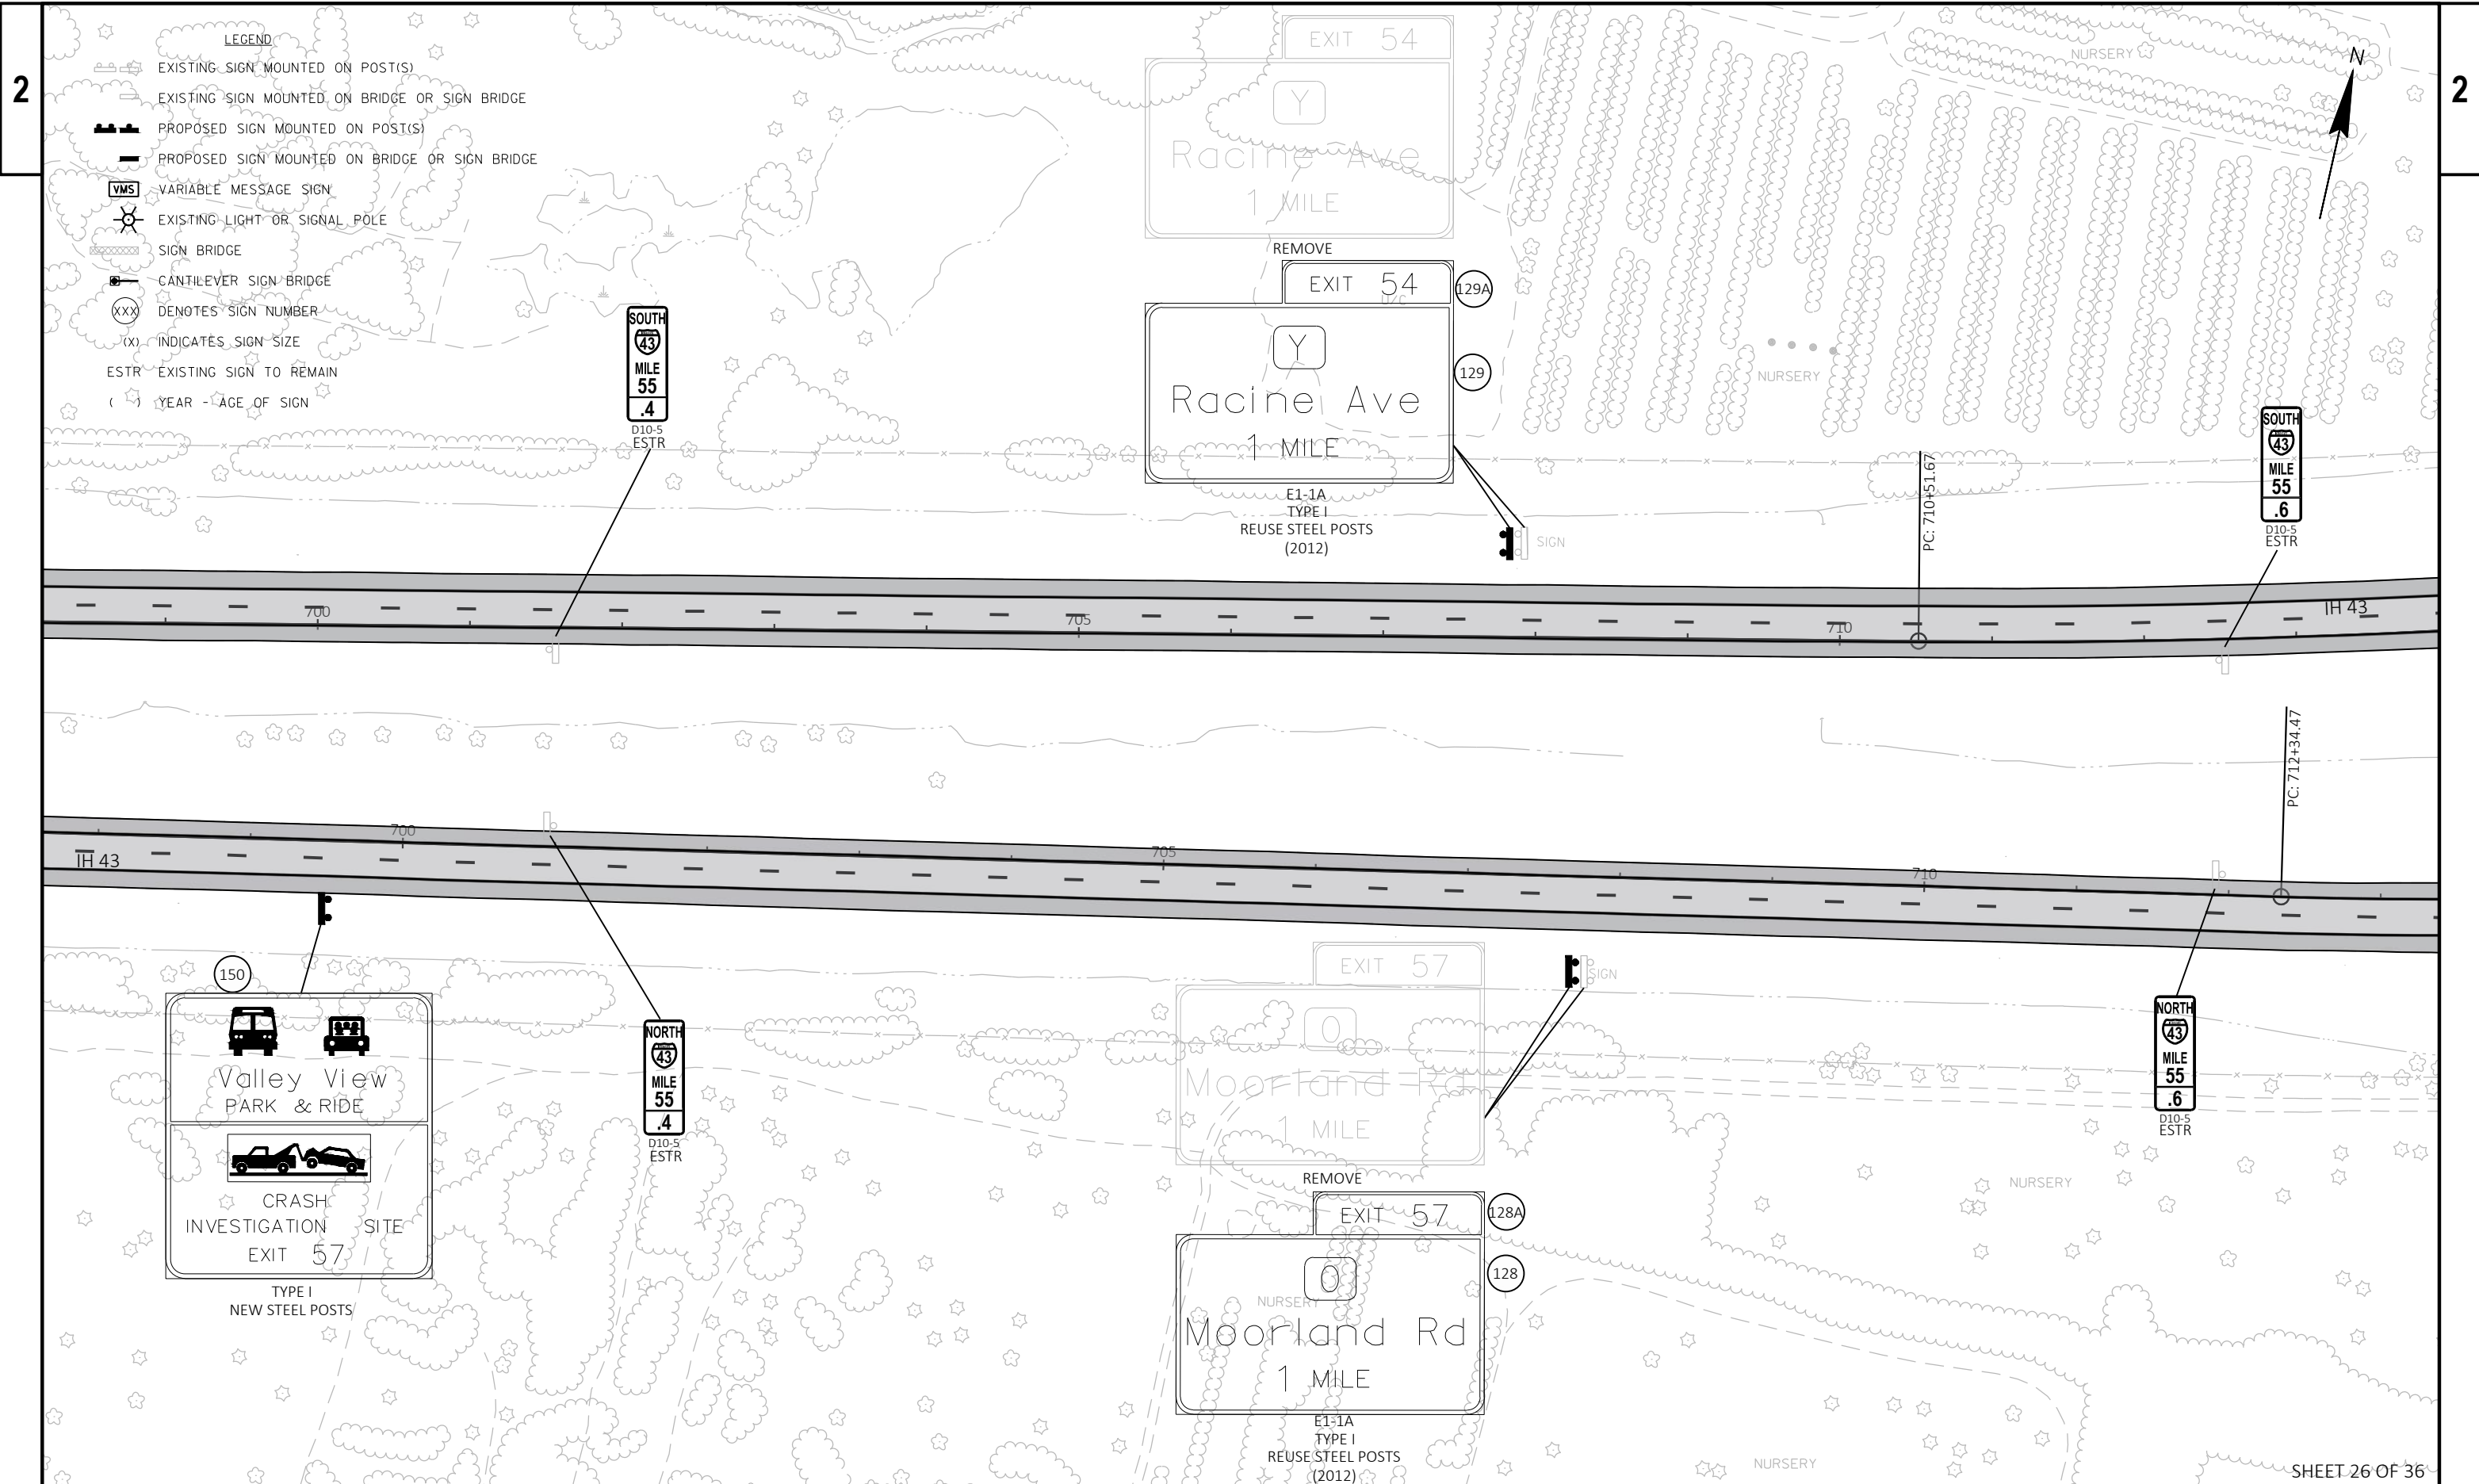 2
2
LEGEND
EXISTING SIGN MOUNTED ON POST(S)
EXISTING SIGN MOUNTED ON BRIDGE OR SIGN BRIDGE
PROPOSED SIGN MOUNTED ON POST(S)
PROPOSED SIGN MOUNTED ON BRIDGE OR SIGN BRIDGE
VMS VARIABLE MESSAGE SIGN
EXISTING LIGHT OR SIGNAL POLE
SIGN BRIDGE
CANTILEVER SIGN BRIDGE
XXX DENOTES SIGN NUMBER
(X) INDICATES SIGN SIZE
ESTR EXISTING SIGN TO REMAIN
( ) YEAR - AGE OF SIGN
EXIT 54
Y
Racine Ave
1 MILE
REMOVE
EXIT 54
129A
U/C
Y
129
Racine Ave
1 MILE
E1-1A
TYPE I
REUSE STEEL POSTS
(2012)
SIGN
NURSERY
N
NURSERY
SOUTH
43
MILE
55
.4
D10-5
ESTR
PC: 710+51.67
SOUTH
43
MILE
55
.6
D10-5
ESTR
700
705
710
IH 43
PC: 712+34.47
IH 43
700
705
710
150
Valley View
PARK & RIDE
CRASH
INVESTIGATION SITE
EXIT 57
TYPE I
NEW STEEL POSTS
NORTH
43
MILE
55
.4
D10-5
ESTR
EXIT 57
SIGN
O
Moorland Rd
1 MILE
REMOVE
EXIT 57
128A
O
128
NURSERY
Moorland Rd
1 MILE
E1-1A
TYPE I
REUSE STEEL POSTS
(2012)
NORTH
43
MILE
55
.6
D10-5
ESTR
NURSERY
NURSERY
SHEET 26 OF 36